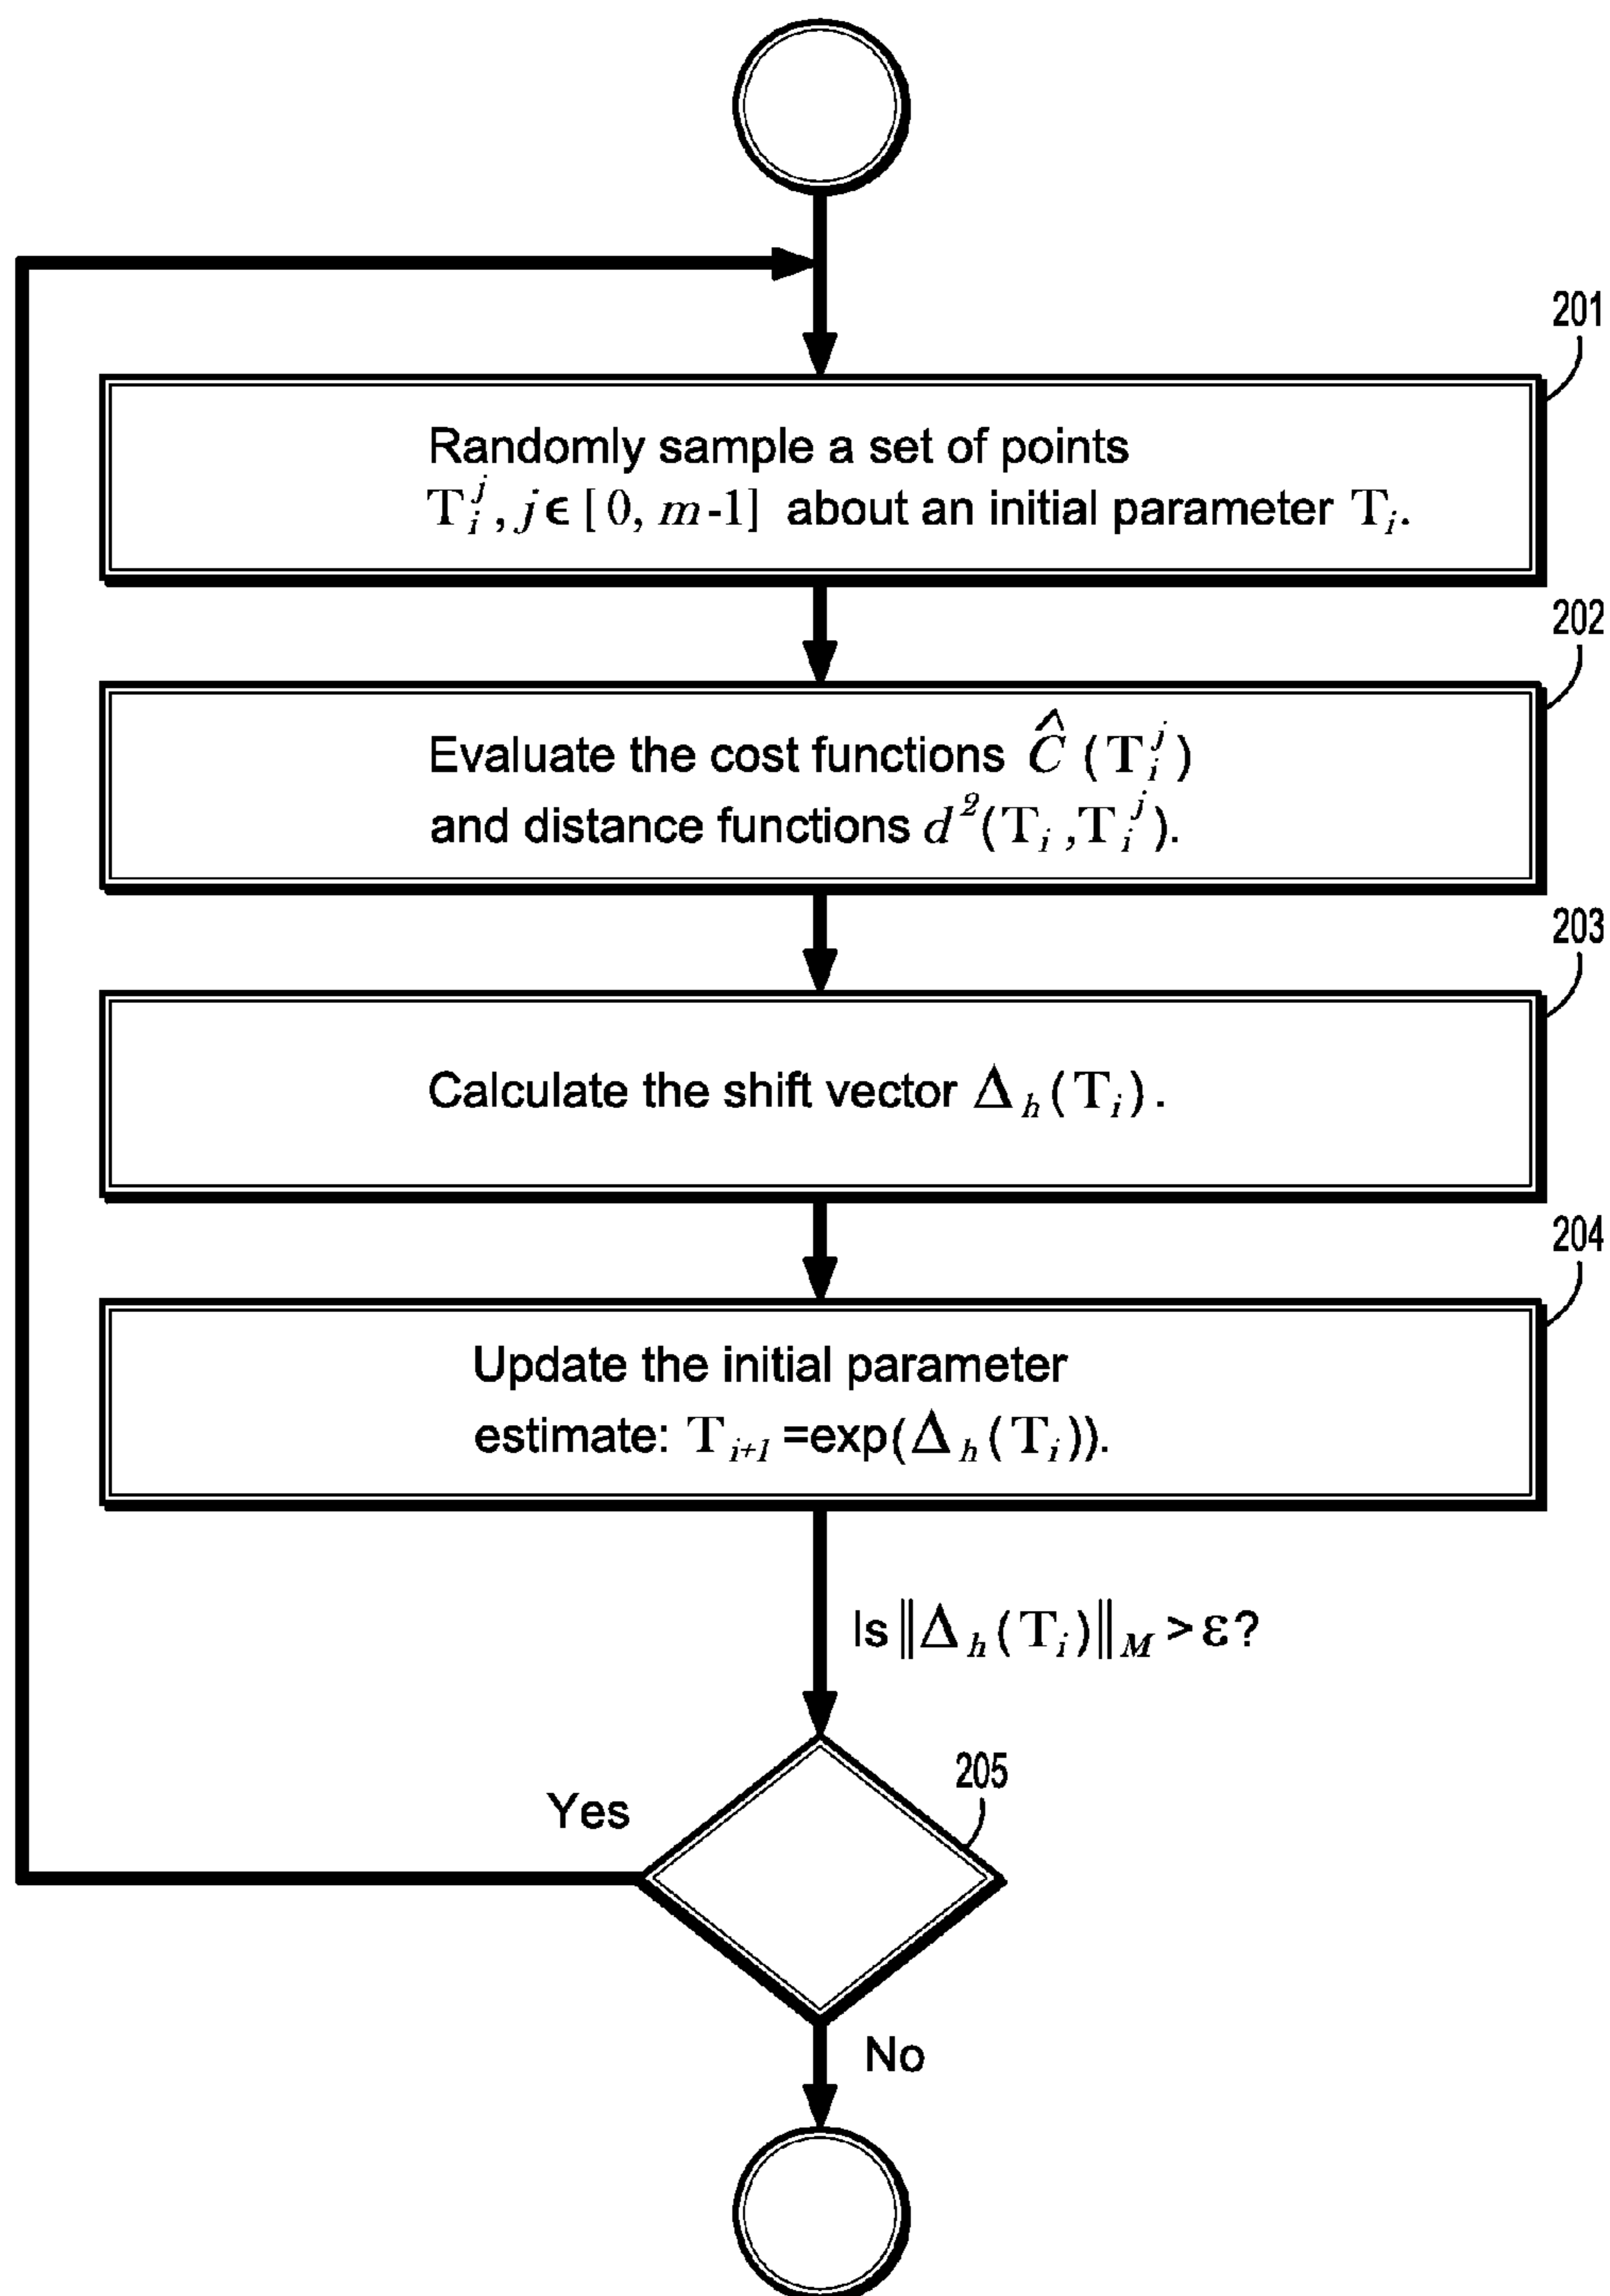 201
Randomly sample a set of points
T_i^j, j ϵ [0, m-1] about an initial parameter T_i.
202
Evaluate the cost functions Ĉ(T_i^j)
and distance functions d^2(T_i, T_i^j).
203
Calculate the shift vector Δ_h(T_i).
204
Update the initial parameter
estimate: T_{i+1}=exp(Δ_h(T_i)).
Is ‖Δ_h(T_i)‖_M > ε?
205
Yes
No